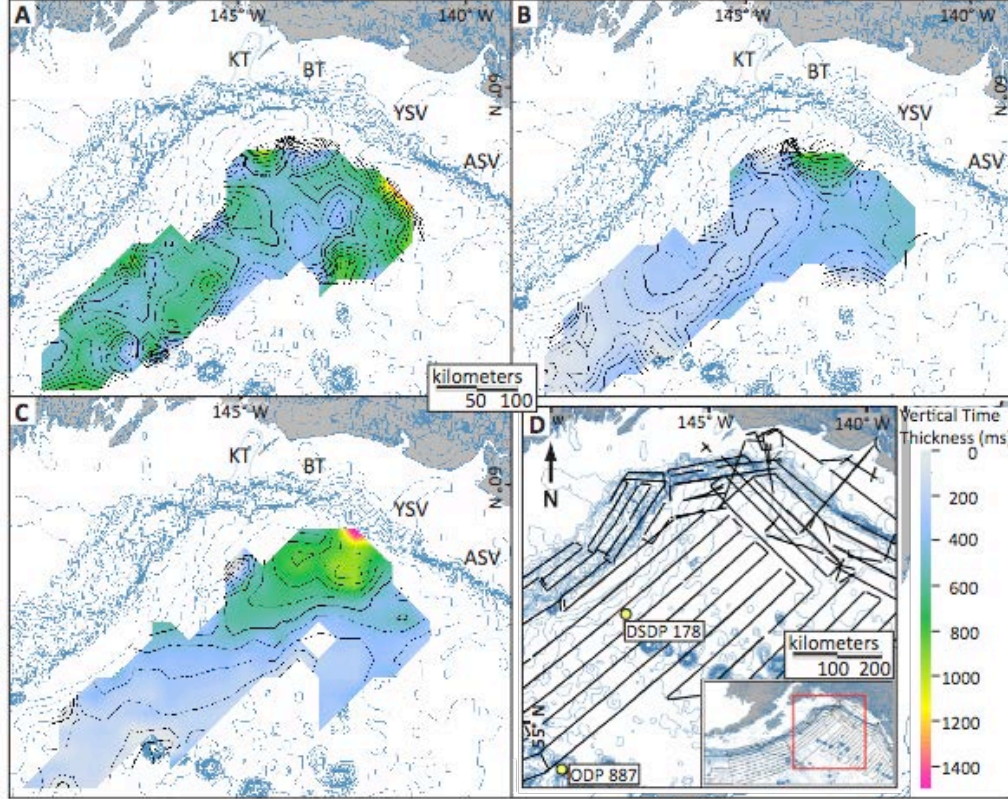 A
145° W
140° W
KT
BT
60° N
YSV
ASV
B
145° W
140° W
KT
BT
60° N
YSV
ASV
kilometers
50 100
C
145° W
KT
BT
60° N
YSV
ASV
D
145° W
140° W
N
DSDP 178
kilometers
100 200
55° N
ODP 887
Vertical Time
Thickness (ms
0
200
400
600
800
1000
1200
1400